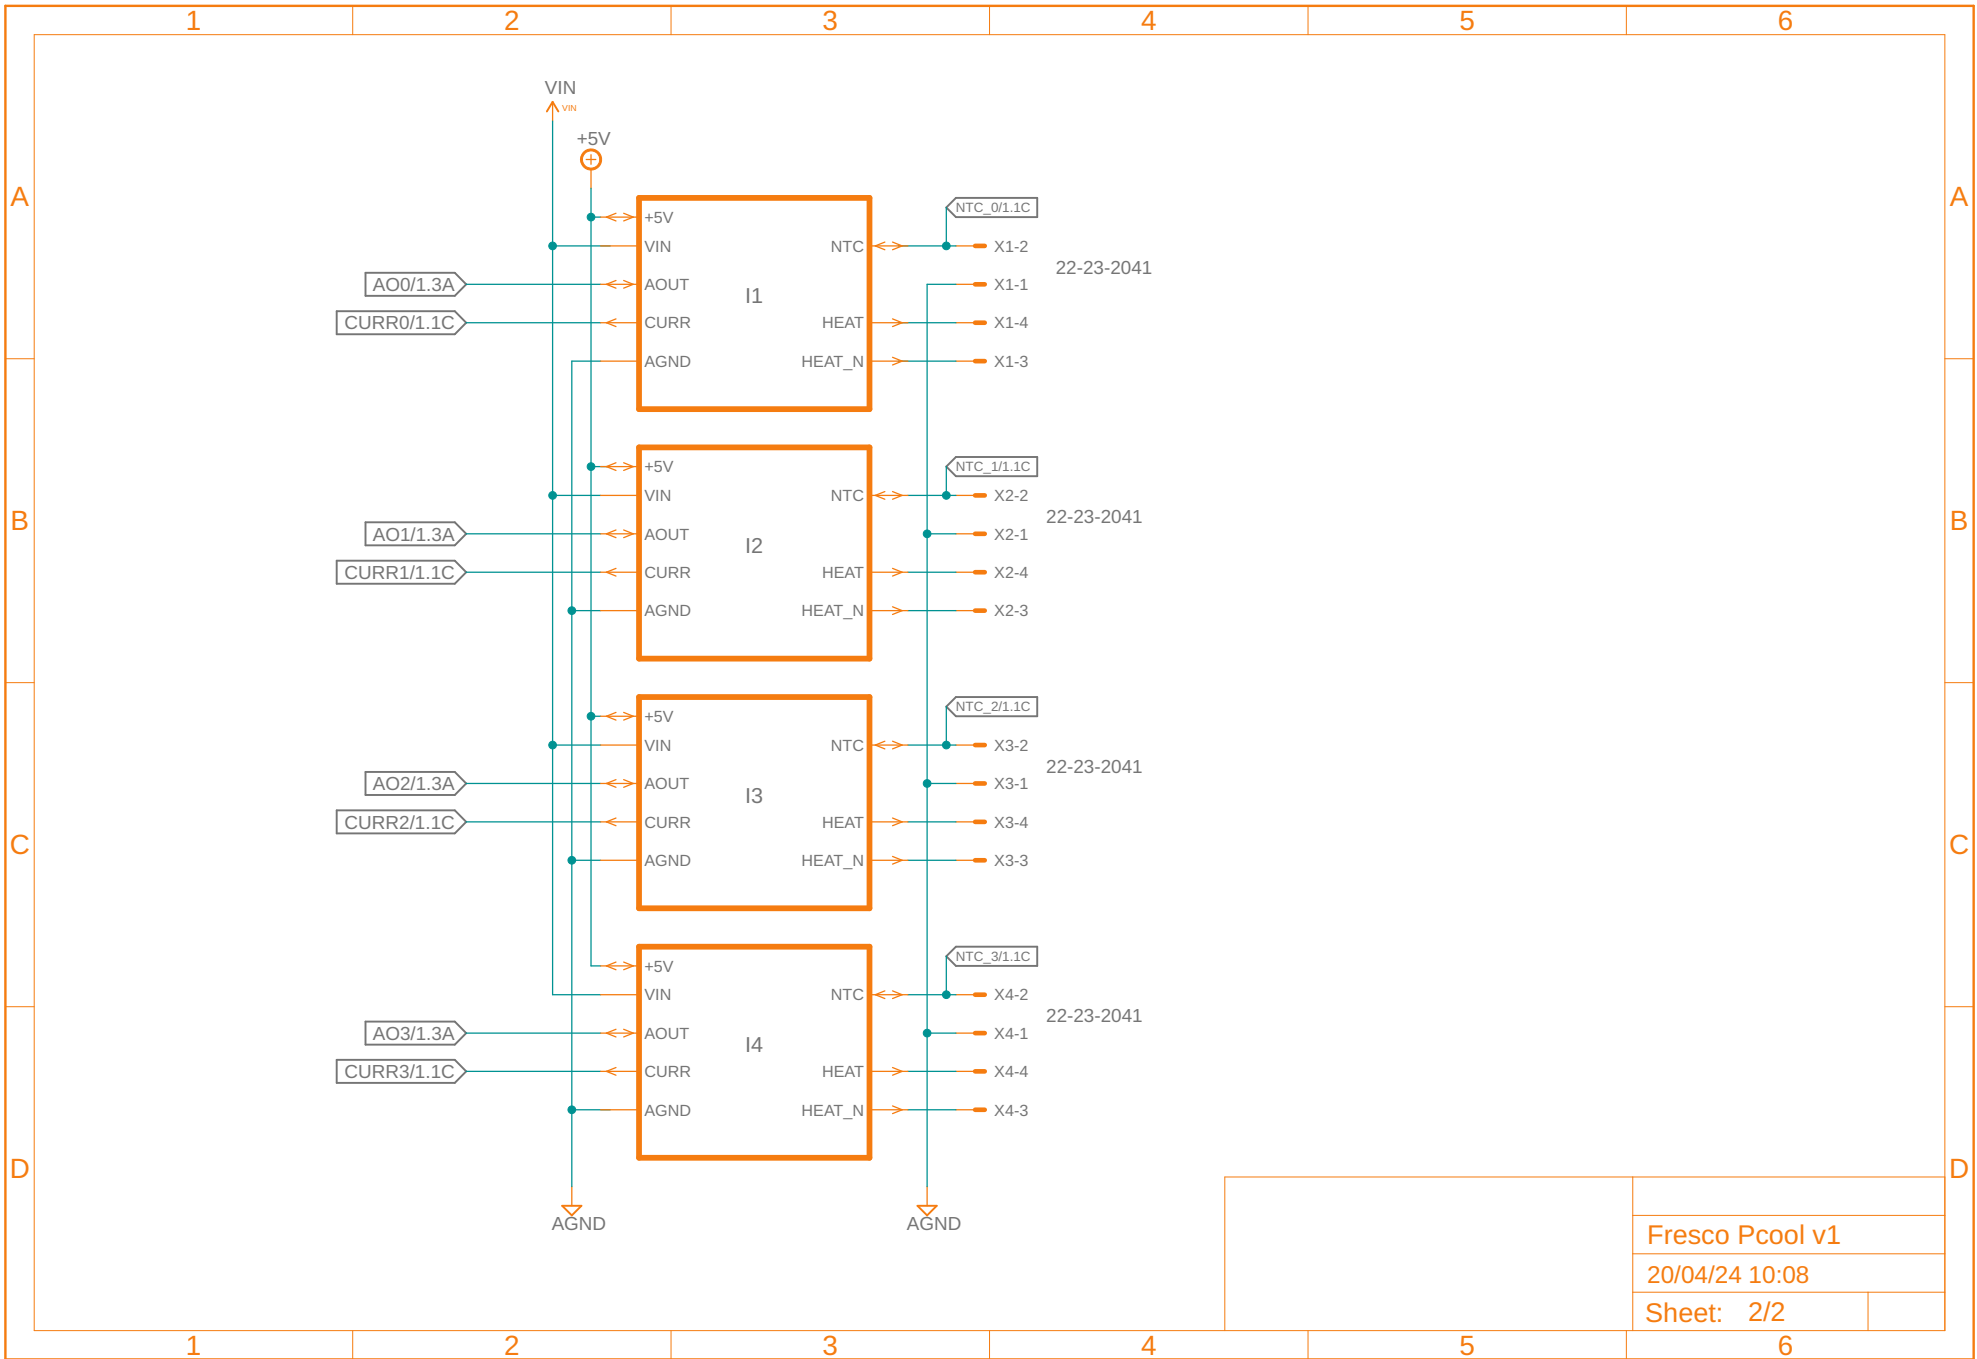 1 2 3 4 5 6
VIN
VIN
+5V
A A
+5V
VIN
AOUT
CURR
AGND
I1
NTC
HEAT
HEAT_N
AO0/1.3A
CURR0/1.1C
NTC_0/1.1C
X1-2
X1-1
X1-4
X1-3
22-23-2041
B B
+5V
VIN
AOUT
CURR
AGND
I2
NTC
HEAT
HEAT_N
AO1/1.3A
CURR1/1.1C
NTC_1/1.1C
X2-2
X2-1
X2-4
X2-3
22-23-2041
C C
+5V
VIN
AOUT
CURR
AGND
I3
NTC
HEAT
HEAT_N
AO2/1.3A
CURR2/1.1C
NTC_2/1.1C
X3-2
X3-1
X3-4
X3-3
22-23-2041
D D
+5V
VIN
AOUT
CURR
AGND
I4
NTC
HEAT
HEAT_N
AO3/1.3A
CURR3/1.1C
NTC_3/1.1C
X4-2
X4-1
X4-4
X4-3
22-23-2041
AGND
AGND
Fresco Pcool v1
20/04/24 10:08
Sheet: 2/2
1 2 3 4 5 6